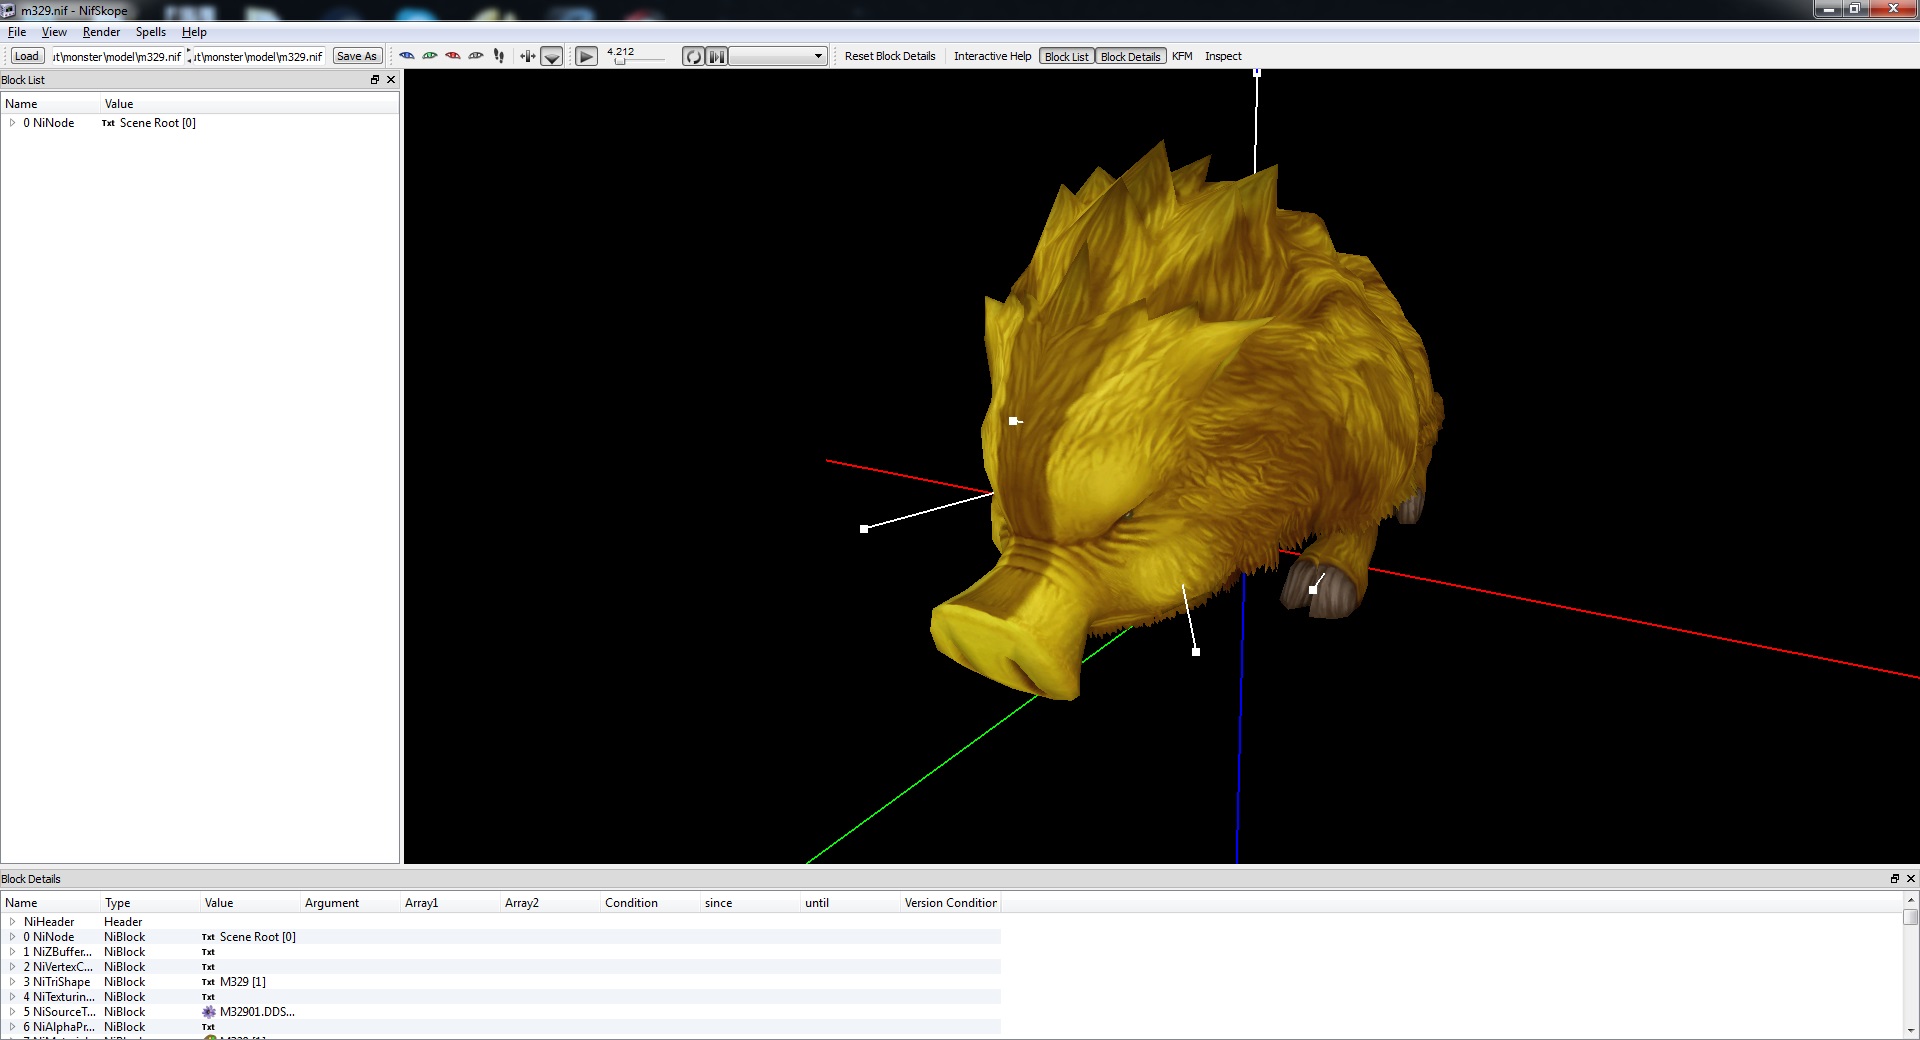 m329.nif - NifSkope
File View Render Spells Help
Load ut\monster\model\m329.nif ut\monster\model\m329.nif Save As 4.212 Reset Block Details Interactive Help Block List Block Details KFM Inspect
Block List
Name Value
0 NiNode Txt Scene Root [0]
Block Details
Name Type Value Argument Array1 Array2 Condition since until Version Condition
NiHeader Header
0 NiNode NiBlock Txt Scene Root [0]
1 NiZBuffer... NiBlock Txt
2 NiVertexC... NiBlock Txt
3 NiTriShape NiBlock Txt M329 [1]
4 NiTexturin... NiBlock Txt
5 NiSourceT... NiBlock M32901.DDS...
6 NiAlphaPr... NiBlock Txt